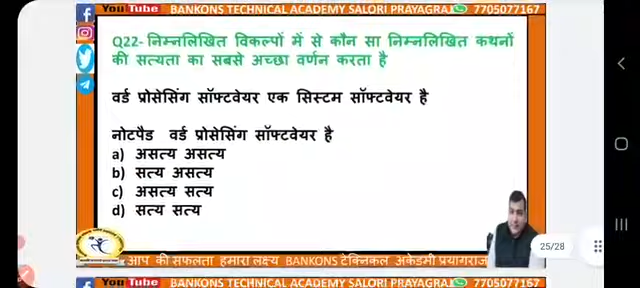 You Tube BANKONS TECHNICAL ACADEMY SALORI PRAYAGRAJ 7705077167
Q22- निम्नलिखित विकल्पों में से कौन सा निम्नलिखित कथनों
की सत्यता का सबसे अच्छा वर्णन करता है
वर्ड प्रोसेसिंग सॉफ्टवेयर एक सिस्टम सॉफ्टवेयर है
नोटपैड वर्ड प्रोसेसिंग सॉफ्टवेयर है
a) असत्य असत्य
b) सत्य असत्य
c) असत्य सत्य
d) सत्य सत्य
25/28
आप की सफलता हमारा लक्ष्य BANKONS टेक्निकल अकेडमी प्रयागराज
You Tube BANKONS TECHNICAL ACADEMY SALORI PRAYAGRAJ 7705077167